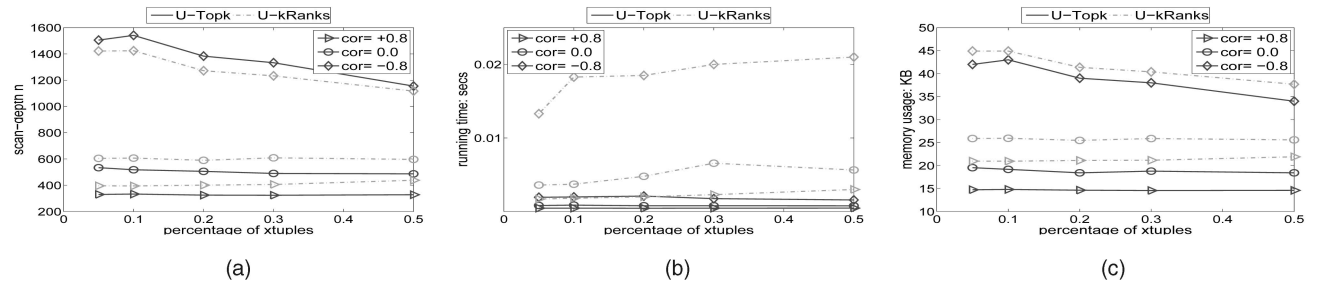 U-Topk U-kRanks
cor= +0.8
cor= 0.0
cor= −0.8
1600
1400
1200
1000
800
600
400
200
scan-depth n
0 0.1 0.2 0.3 0.4 0.5
percentage of xtuples
(a)
U-Topk U-kRanks
cor= +0.8
cor= 0.0
cor= −0.8
0.02
0.01
running time: secs
0 0.1 0.2 0.3 0.4 0.5
percentage of xtuples
(b)
U-Topk U-kRanks
cor= +0.8
cor= 0.0
cor= −0.8
50
45
40
35
30
25
20
15
10
memory usage: KB
0 0.1 0.2 0.3 0.4 0.5
percentage of xtuples
(c)